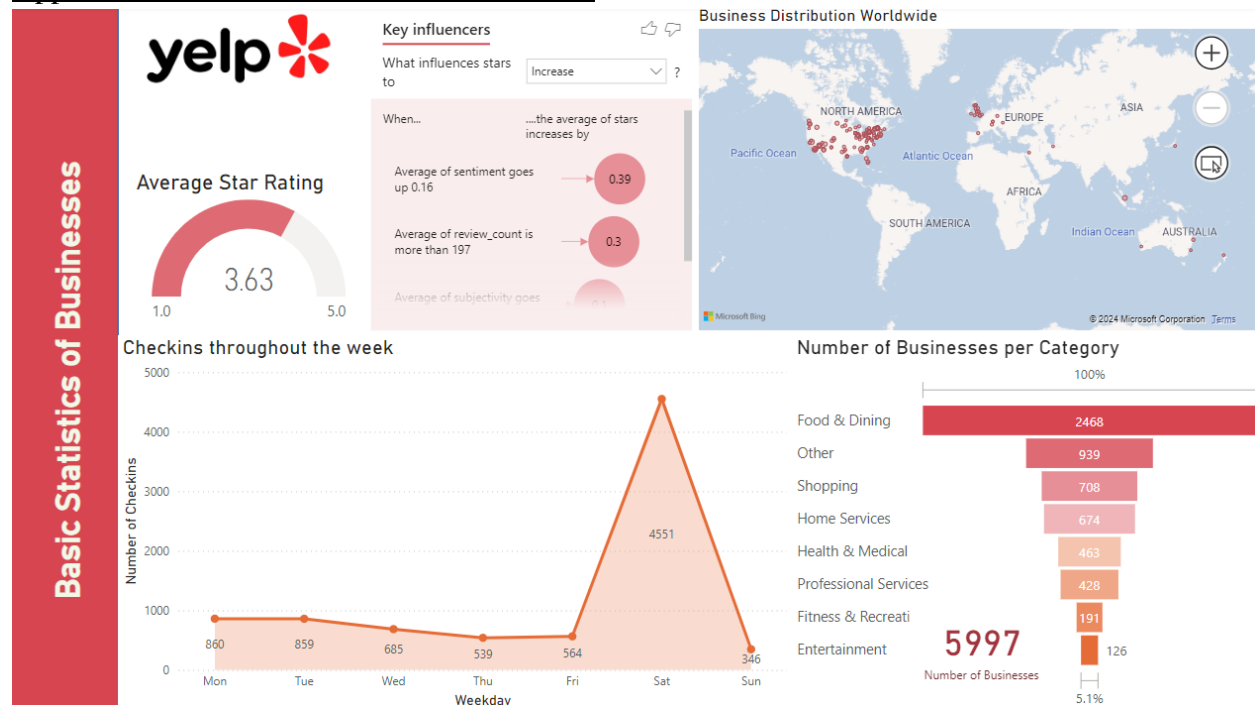 Basic Statistics of Businesses
yelp
Average Star Rating
3.63
1.0
5.0
Key influencers
What influences stars
to
Increase
?
When...
....the average of stars
increases by
Average of sentiment goes
up 0.16
0.39
Average of review_count is
more than 197
0.3
Average of subjectivity goes
Business Distribution Worldwide
NORTH AMERICA
EUROPE
ASIA
Pacific Ocean
Atlantic Ocean
AFRICA
SOUTH AMERICA
Indian Ocean
AUSTRALIA
Microsoft Bing
© 2024 Microsoft Corporation Terms
Checkins throughout the week
Number of Checkins
5000
4000
3000
2000
1000
0
860
859
685
539
564
4551
346
Mon
Tue
Wed
Thu
Fri
Sat
Sun
Weekday
Number of Businesses per Category
100%
Food & Dining
2468
Other
939
Shopping
708
Home Services
674
Health & Medical
463
Professional Services
428
Fitness & Recreati
191
Entertainment
126
5.1%
5997
Number of Businesses